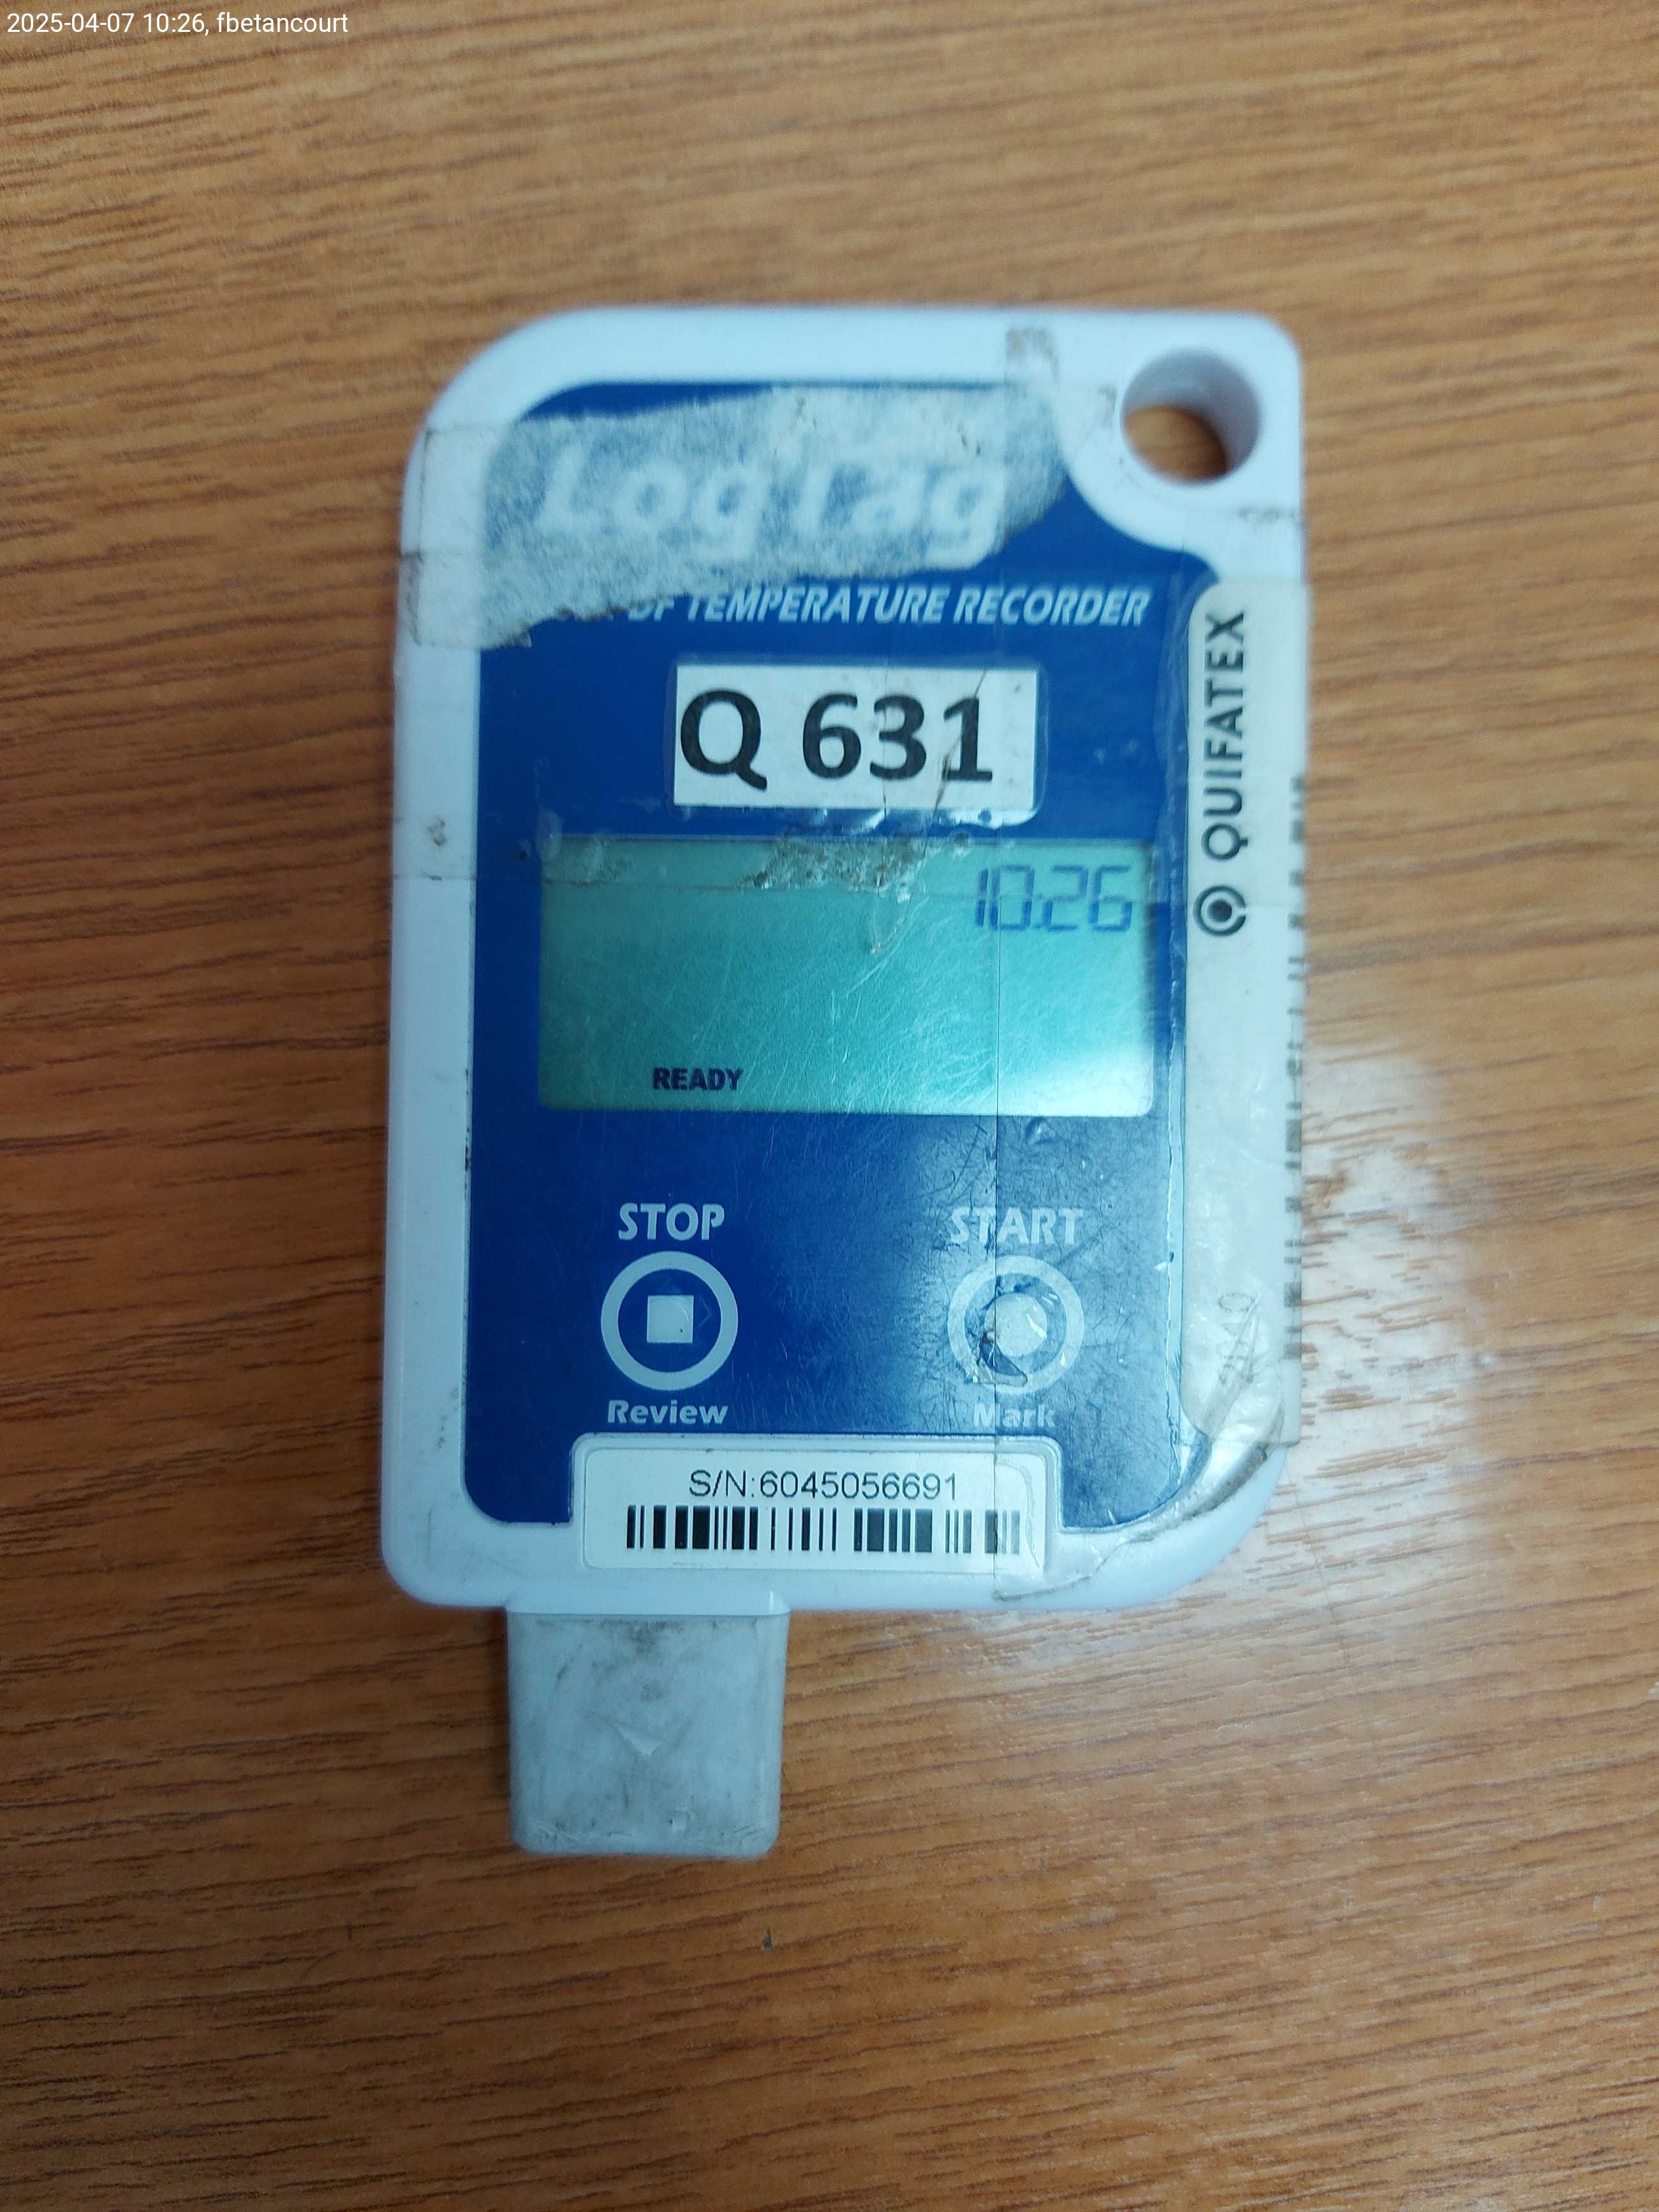 2025-04-07 10:26, fbetancourt
LogTag
PDF TEMPERATURE RECORDER
Q 631
QUIFATEX
10:26
READY
STOP
START
Review
Mark
S/N:6045056691